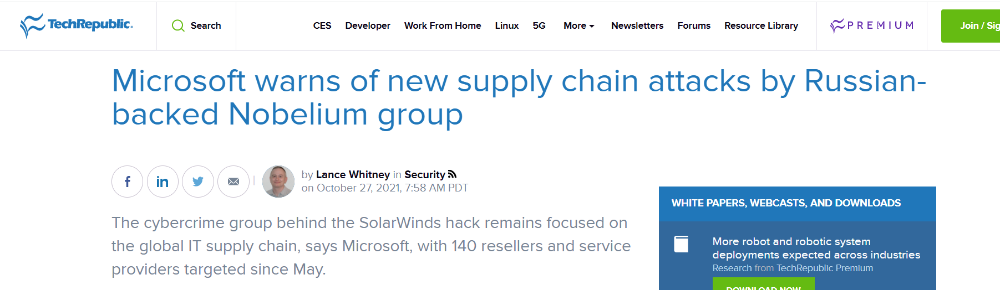 TechRepublic.
Search
CES Developer Work From Home Linux 5G More Newsletters Forums Resource Library
PREMIUM
Join / Sig
Microsoft warns of new supply chain attacks by Russian-
backed Nobelium group
by Lance Whitney in Security
on October 27, 2021, 7:58 AM PDT
The cybercrime group behind the SolarWinds hack remains focused on
the global IT supply chain, says Microsoft, with 140 resellers and service
providers targeted since May.
WHITE PAPERS, WEBCASTS, AND DOWNLOADS
More robot and robotic system
deployments expected across industries
Research from TechRepublic Premium
DOWNLOAD NOW